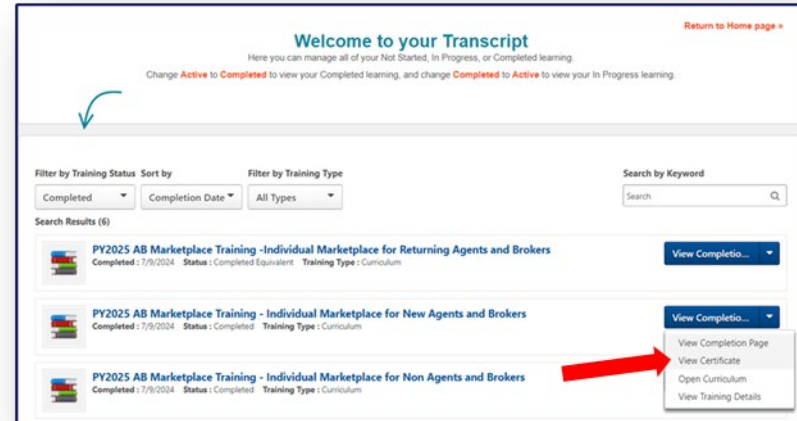 Return to Home page »
Welcome to your Transcript
Here you can manage all of your Not Started, In Progress, or Completed learning.
Change Active to Completed to view your Completed learning, and change Completed to Active to view your In Progress learning.
Filter by Training Status Sort by Filter by Training Type Search by Keyword
Completed Completion Date All Types Search
Search Results (6)
PY2025 AB Marketplace Training -Individual Marketplace for Returning Agents and Brokers
Completed : 7/9/2024 Status : Completed Equivalent Training Type : Curriculum
View Completio...
PY2025 AB Marketplace Training - Individual Marketplace for New Agents and Brokers
Completed : 7/9/2024 Status : Completed Training Type : Curriculum
View Completio...
View Completion Page
View Certificate
Open Curriculum
View Training Details
PY2025 AB Marketplace Training - Individual Marketplace for Non Agents and Brokers
Completed : 7/9/2024 Status : Completed Training Type : Curriculum